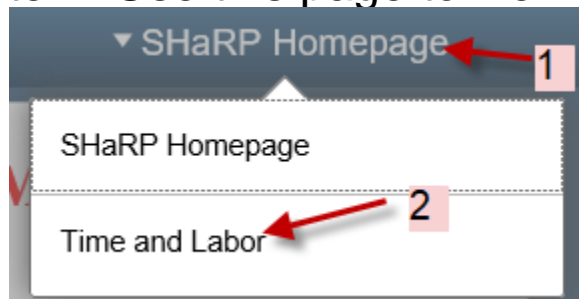 ▾ SHaRP Homepage
1
SHaRP Homepage
2
Time and Labor